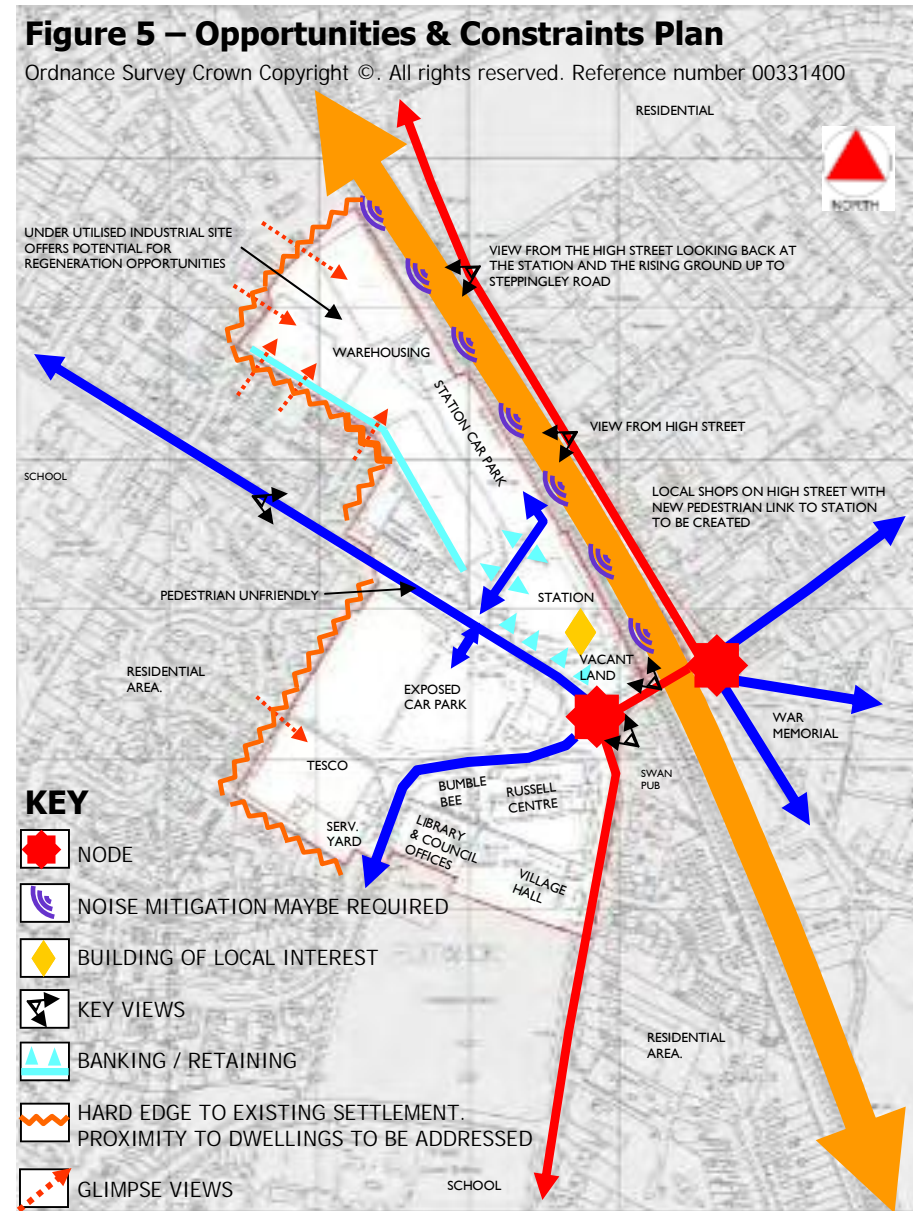 Figure 5 – Opportunities & Constraints Plan
Ordnance Survey Crown Copyright ©. All rights reserved. Reference number 00331400
RESIDENTIAL
NORTH
UNDER UTILISED INDUSTRIAL SITE
OFFERS POTENTIAL FOR
REGENERATION OPPORTUNITIES
VIEW FROM THE HIGH STREET LOOKING BACK AT
THE STATION AND THE RISING GROUND UP TO
STEPPINGLEY ROAD
WAREHOUSING
STATION CAR PARK
VIEW FROM HIGH STREET
SCHOOL
LOCAL SHOPS ON HIGH STREET WITH
NEW PEDESTRIAN LINK TO STATION
TO BE CREATED
PEDESTRIAN UNFRIENDLY
STATION
RESIDENTIAL
AREA.
VACANT
LAND
EXPOSED
CAR PARK
WAR
MEMORIAL
TESCO
SWAN
PUB
BUMBLE
BEE
RUSSELL
CENTRE
SERV.
YARD
LIBRARY
& COUNCIL
OFFICES
VILLAGE
HALL
KEY
NODE
NOISE MITIGATION MAYBE REQUIRED
BUILDING OF LOCAL INTEREST
KEY VIEWS
BANKING / RETAINING
HARD EDGE TO EXISTING SETTLEMENT.
PROXIMITY TO DWELLINGS TO BE ADDRESSED
GLIMPSE VIEWS
RESIDENTIAL
AREA.
SCHOOL